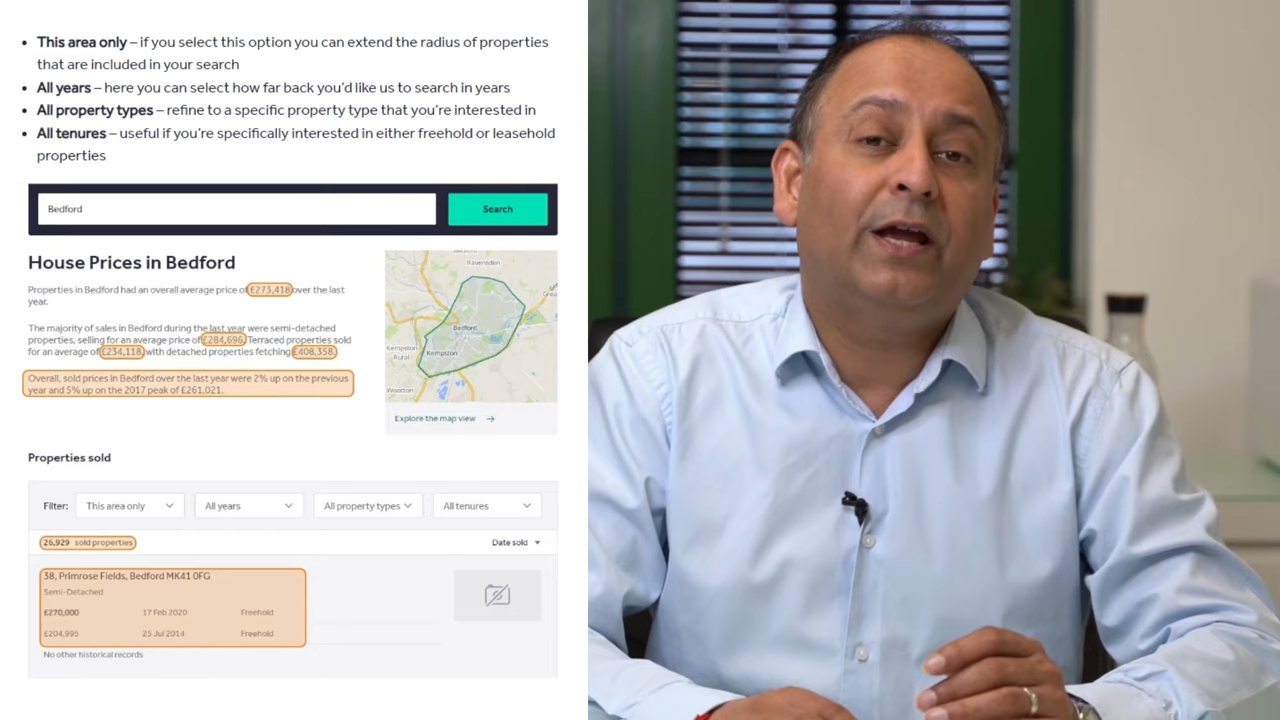 This area only – if you select this option you can extend the radius of properties
that are included in your search
All years – here you can select how far back you'd like us to search in years
All property types – refine to a specific property type that you're interested in
All tenures – useful if you're specifically interested in either freehold or leasehold
properties
Bedford
Search
House Prices in Bedford
Properties in Bedford had an overall average price of £273,418 over the last
year.
The majority of sales in Bedford during the last year were semi-detached
properties, selling for an average price of £284,696. Terraced properties sold
for an average of £234,118, with detached properties fetching £408,358.
Overall, sold prices in Bedford over the last year were 2% up on the previous
year and 5% up on the 2017 peak of £261,021.
Ravensden
Grea
Bedford
Kempston
Rural
Kempston
Wootton
Explore the map view →
Properties sold
Filter: This area only All years All property types All tenures
26,929 sold properties
Date sold
38, Primrose Fields, Bedford MK41 0FG
Semi-Detached
£270,000 17 Feb 2020 Freehold
£204,995 25 Jul 2014 Freehold
No other historical records